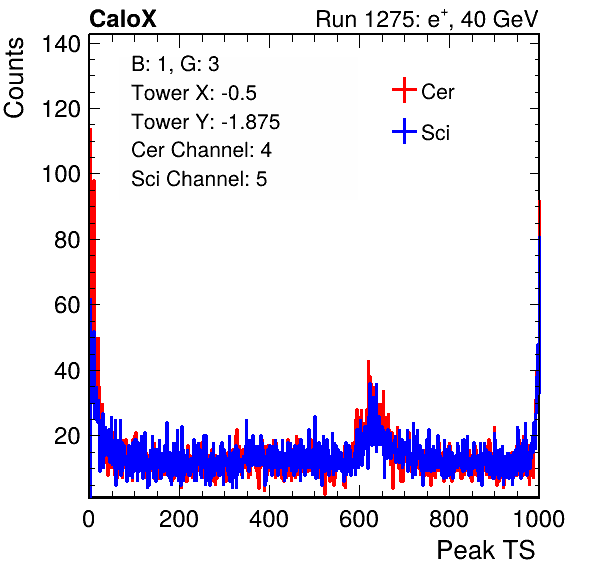 CaloX Run 1275: e⁺, 40 GeV
Counts
140
120
100
80
60
40
20
B: 1, G: 3
Tower X: -0.5
Tower Y: -1.875
Cer Channel: 4
Sci Channel: 5
Cer
Sci
0 200 400 600 800 1000
Peak TS